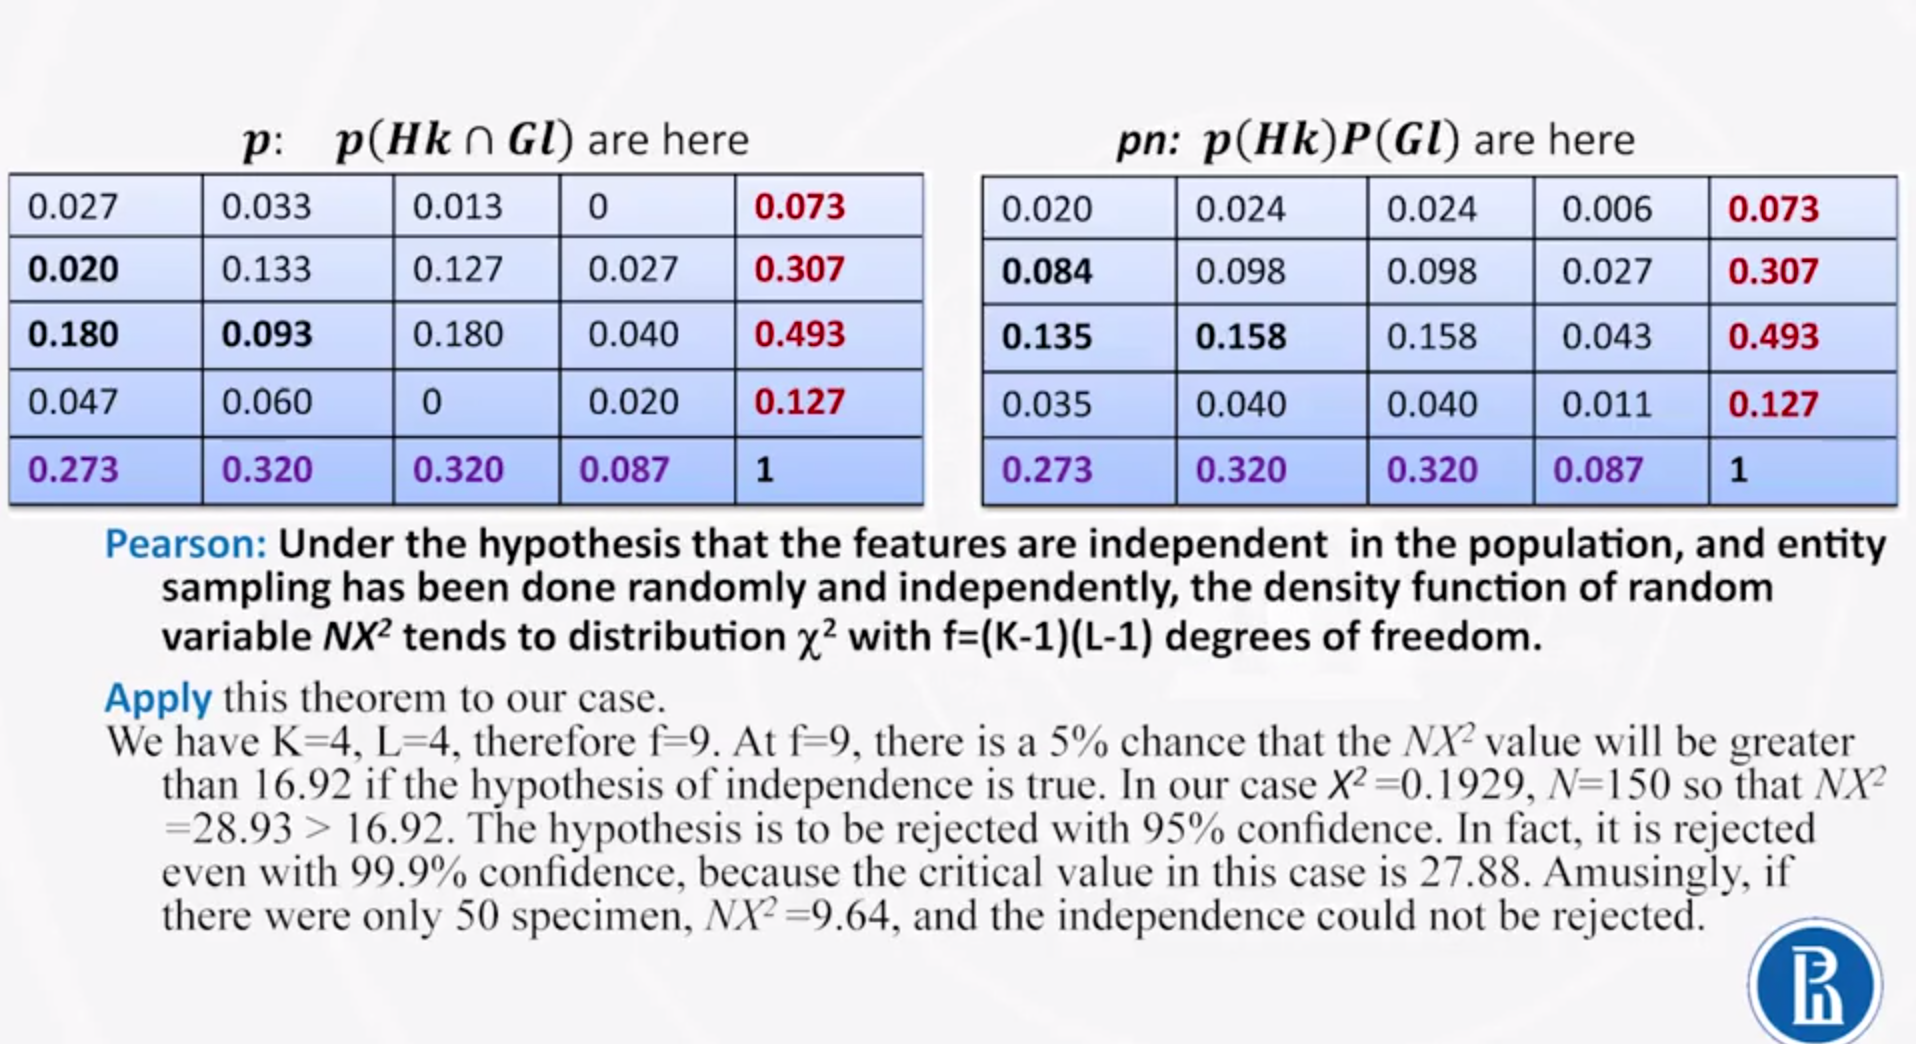 p: p(Hk ∩ Gl) are here
0.027 0.033 0.013 0 0.073
0.020 0.133 0.127 0.027 0.307
0.180 0.093 0.180 0.040 0.493
0.047 0.060 0 0.020 0.127
0.273 0.320 0.320 0.087 1
pn: p(Hk)P(Gl) are here
0.020 0.024 0.024 0.006 0.073
0.084 0.098 0.098 0.027 0.307
0.135 0.158 0.158 0.043 0.493
0.035 0.040 0.040 0.011 0.127
0.273 0.320 0.320 0.087 1
Pearson: Under the hypothesis that the features are independent in the population, and entity
sampling has been done randomly and independently, the density function of random
variable NX² tends to distribution χ² with f=(K-1)(L-1) degrees of freedom.
Apply this theorem to our case.
We have K=4, L=4, therefore f=9. At f=9, there is a 5% chance that the NX² value will be greater
than 16.92 if the hypothesis of independence is true. In our case X² =0.1929, N=150 so that NX²
=28.93 > 16.92. The hypothesis is to be rejected with 95% confidence. In fact, it is rejected
even with 99.9% confidence, because the critical value in this case is 27.88. Amusingly, if
there were only 50 specimen, NX² =9.64, and the independence could not be rejected.